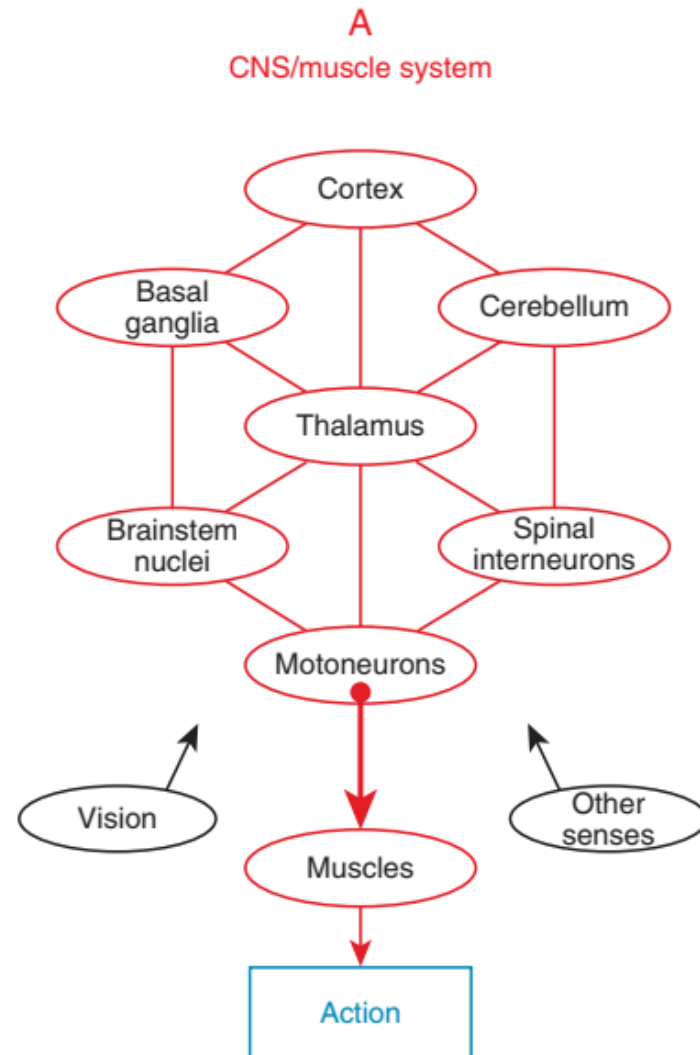 A
CNS/muscle system
Cortex
Basal
ganglia
Cerebellum
Thalamus
Brainstem
nuclei
Spinal
interneurons
Motoneurons
Vision
Other
senses
Muscles
Action